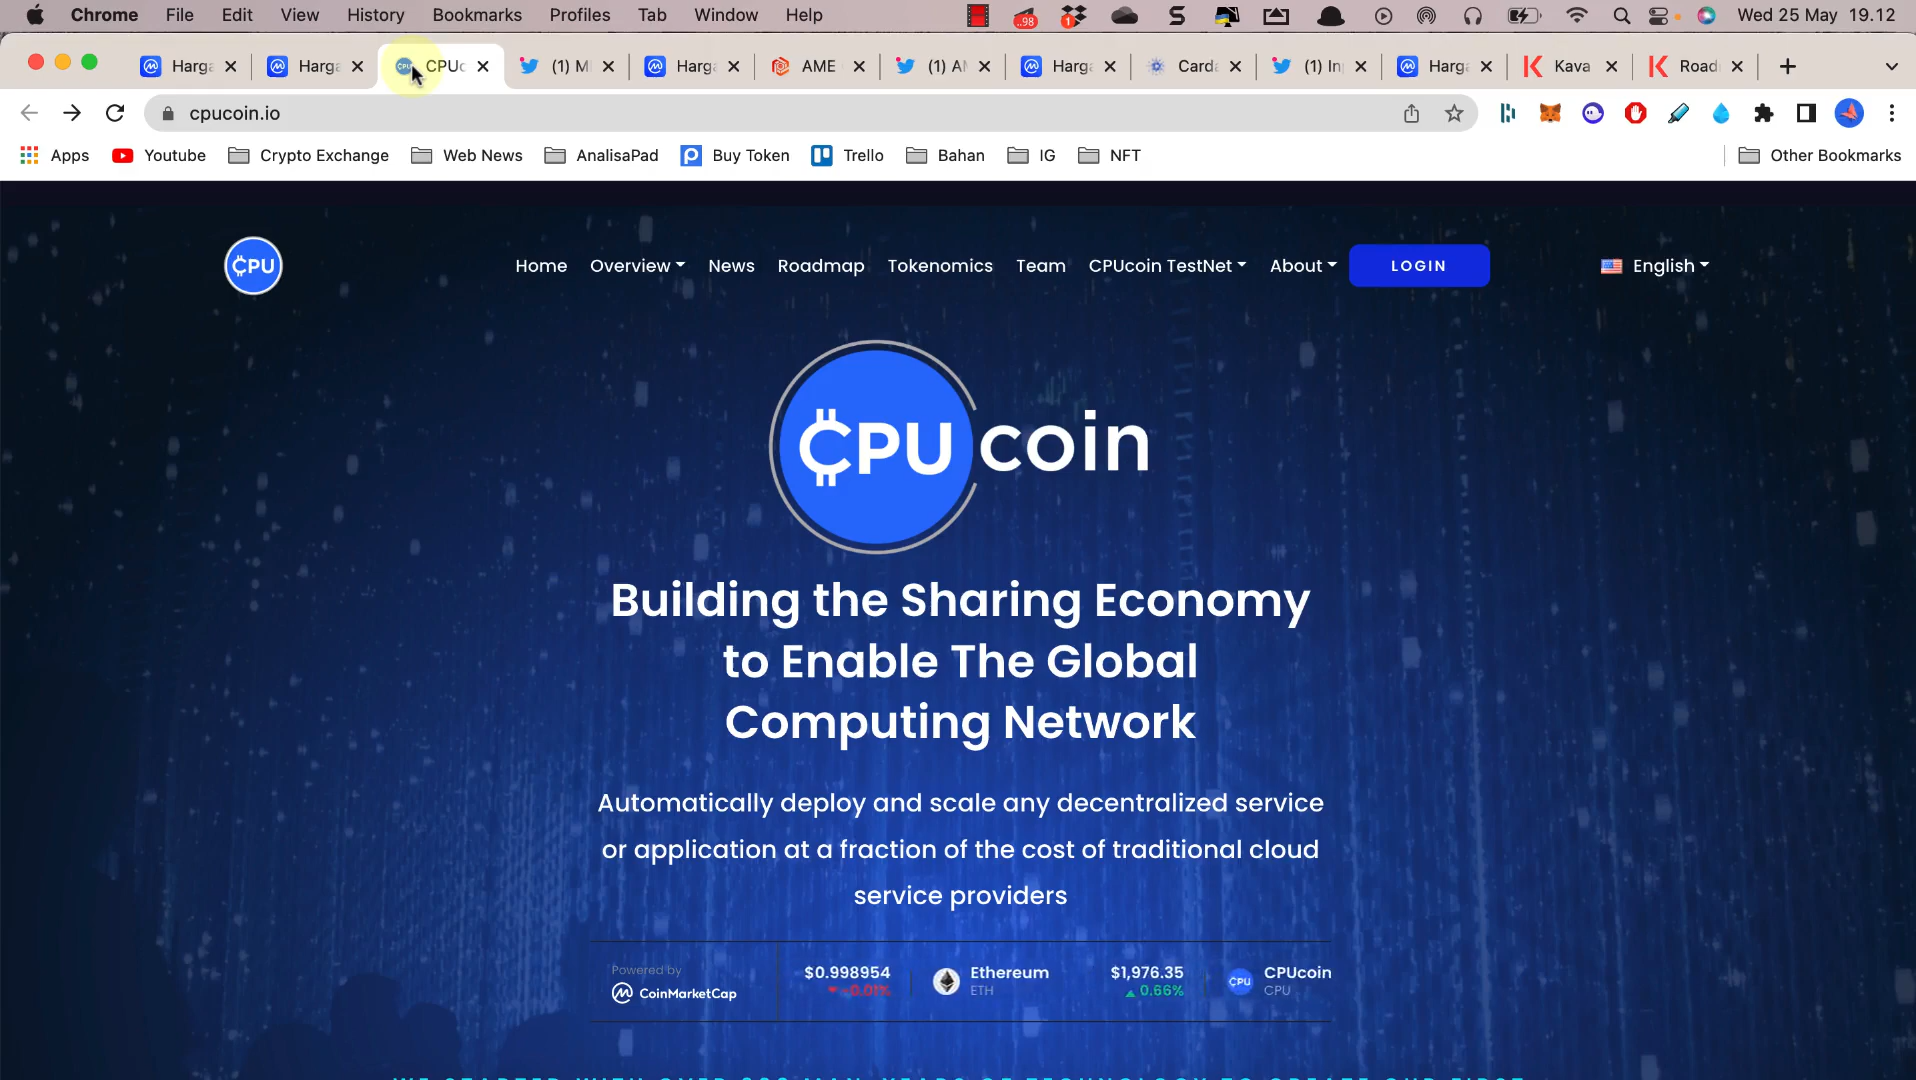 Chrome File Edit View History Bookmarks Profiles Tab Window Help ..98 1 Wed 25 May 19.12
Harga Harga CPUc (1) M Harga AME (1) A Harga Carda (1) In Harga Kava Road
cpucoin.io
Apps Youtube Crypto Exchange Web News AnalisaPad Buy Token Trello Bahan IG NFT Other Bookmarks
CPU Home Overview News Roadmap Tokenomics Team CPUcoin TestNet About LOGIN English
CPU coin
Building the Sharing Economy
to Enable The Global
Computing Network
Automatically deploy and scale any decentralized service
or application at a fraction of the cost of traditional cloud
service providers
Powered by
CoinMarketCap
$0.998954
-0.01%
Ethereum
ETH
$1,976.35
0.66%
CPU
CPUcoin
CPU